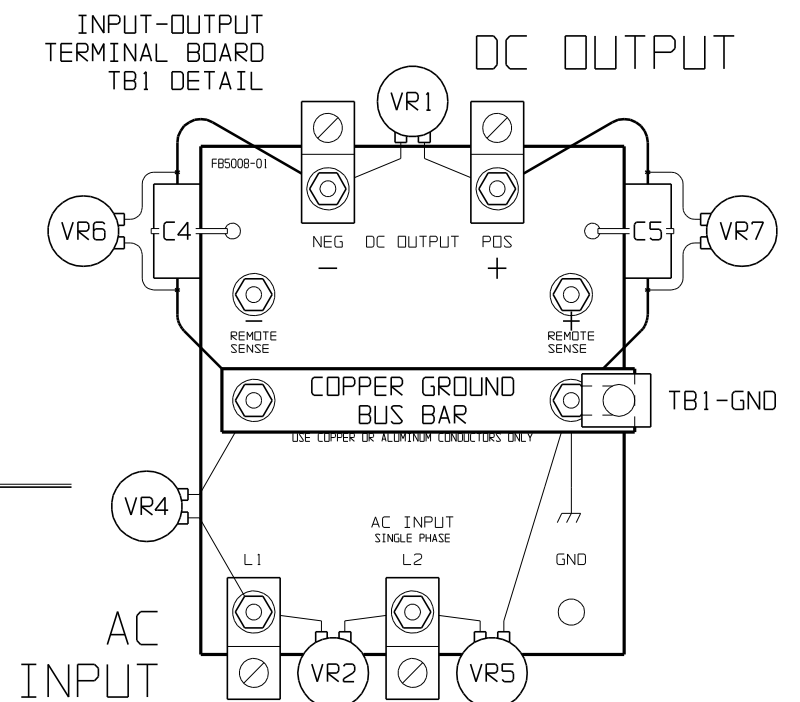 INPUT-OUTPUT
TERMINAL BOARD
TB1 DETAIL
DC OUTPUT
VR1
FB5008-01
VR6
C4
C5
VR7
NEG DC OUTPUT POS
- +
- +
REMOTE
SENSE
REMOTE
SENSE
COPPER GROUND
BUS BAR
TB1-GND
USE COPPER OR ALUMINUM CONDUCTORS ONLY
VR4
AC INPUT
SINGLE PHASE
L1 L2 GND
AC
INPUT
VR2
VR5